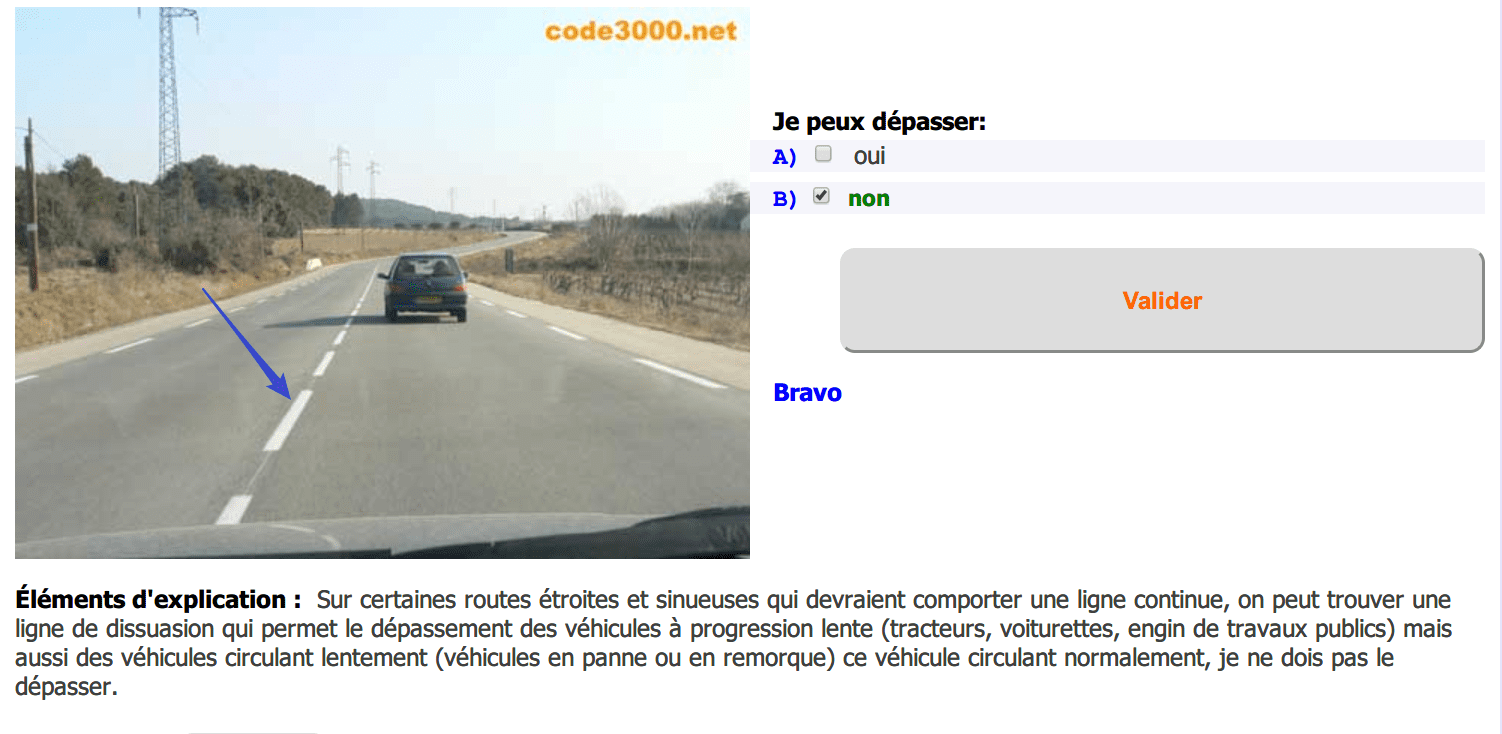 code3000.net
Je peux dépasser:
A) oui
B) non
Valider
Bravo
Éléments d'explication : Sur certaines routes étroites et sinueuses qui devraient comporter une ligne continue, on peut trouver une
ligne de dissuasion qui permet le dépassement des véhicules à progression lente (tracteurs, voiturettes, engin de travaux publics) mais
aussi des véhicules circulant lentement (véhicules en panne ou en remorque) ce véhicule circulant normalement, je ne dois pas le
dépasser.